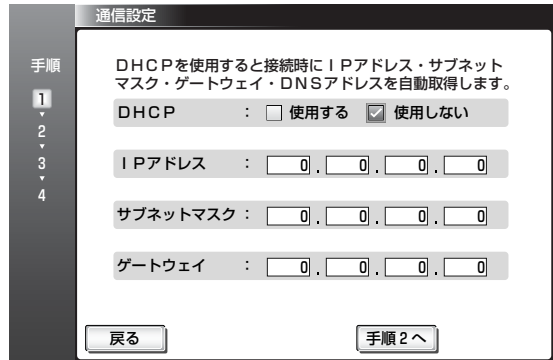 通信設定
手順
1
2
3
4
DHCPを使用すると接続時にIPアドレス・サブネット
マスク・ゲートウェイ・DNSアドレスを自動取得します。
DHCP : 使用する 使用しない
IPアドレス : 0 . 0 . 0 . 0
サブネットマスク : 0 . 0 . 0 . 0
ゲートウェイ : 0 . 0 . 0 . 0
戻る 手順2へ